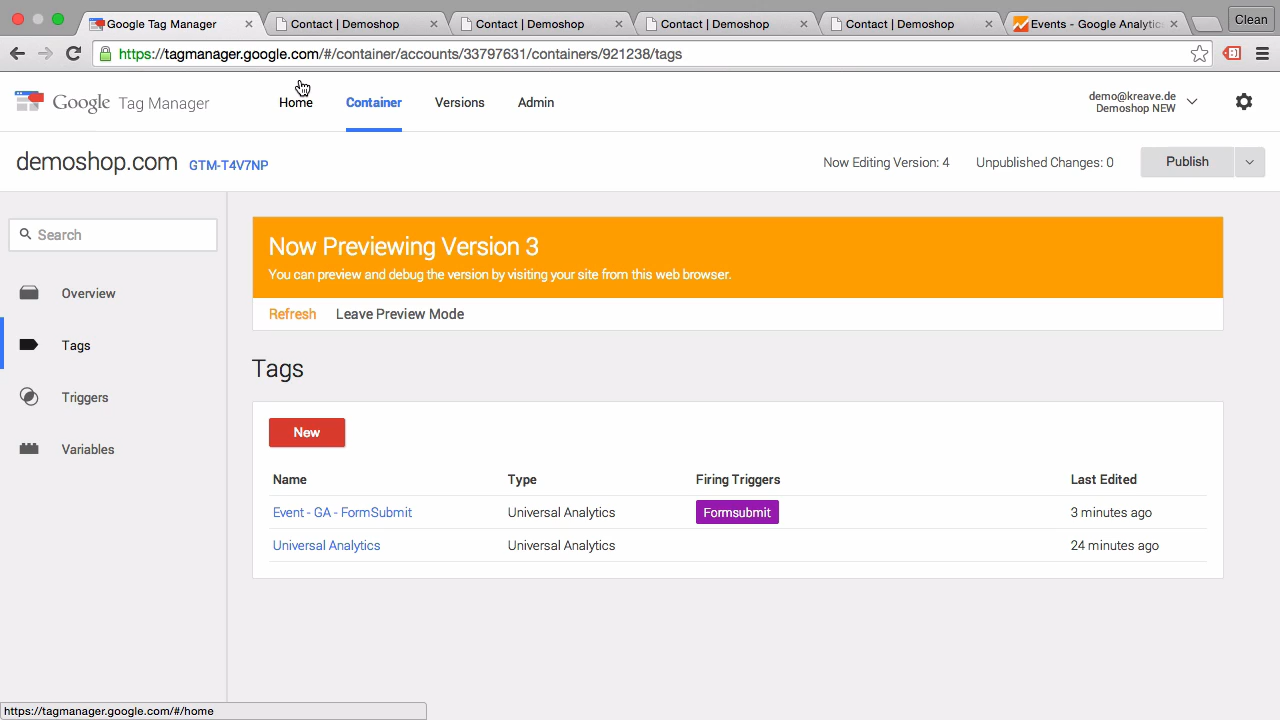 Google Tag Manager
Contact | Demoshop
Contact | Demoshop
Contact | Demoshop
Contact | Demoshop
Events - Google Analytics
Clean
https://tagmanager.google.com/#/container/accounts/33797631/containers/921238/tags
Google Tag Manager
Home
Container
Versions
Admin
demo@kreave.de
Demoshop NEW
demoshop.com GTM-T4V7NP
Now Editing Version: 4
Unpublished Changes: 0
Publish
Search
Overview
Tags
Triggers
Variables
Now Previewing Version 3
You can preview and debug the version by visiting your site from this web browser.
Refresh Leave Preview Mode
Tags
New
Name Type Firing Triggers Last Edited
Event - GA - FormSubmit Universal Analytics Formsubmit 3 minutes ago
Universal Analytics Universal Analytics 24 minutes ago
https://tagmanager.google.com/#/home